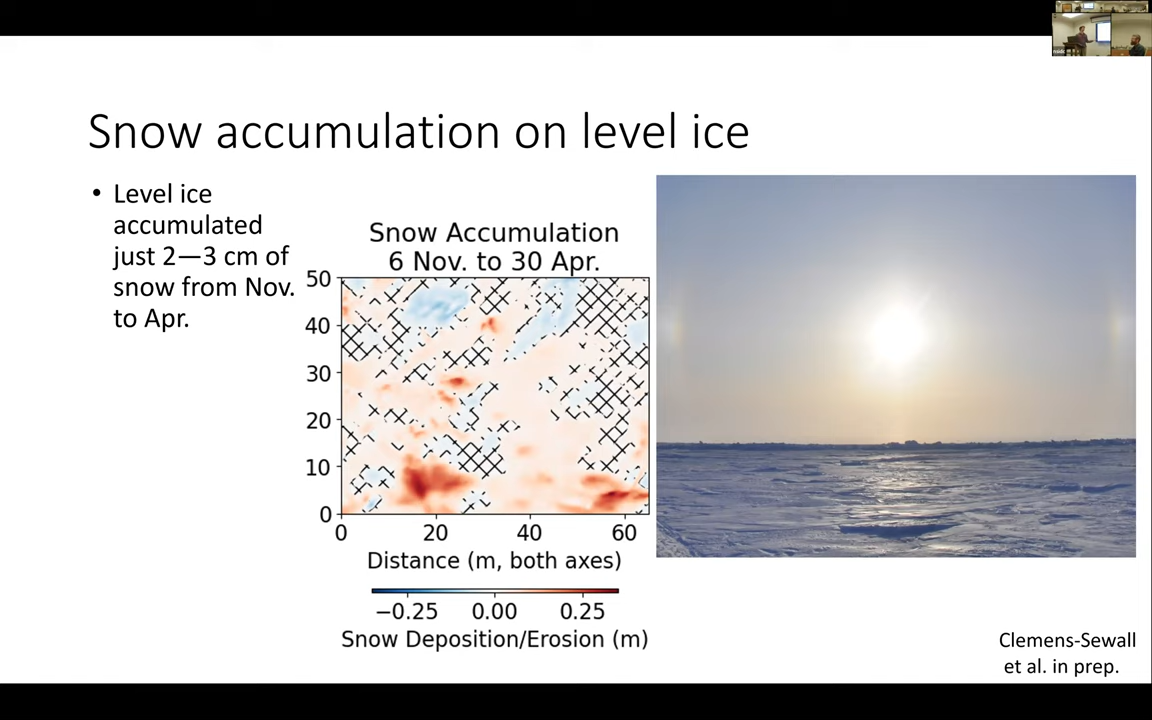 Snow accumulation on level ice
• Level ice
accumulated
just 2—3 cm of
snow from Nov.
to Apr.
Snow Accumulation
6 Nov. to 30 Apr.
50
40
30
20
10
0
0 20 40 60
Distance (m, both axes)
−0.25 0.00 0.25
Snow Deposition/Erosion (m)
Clemens-Sewall
et al. in prep.